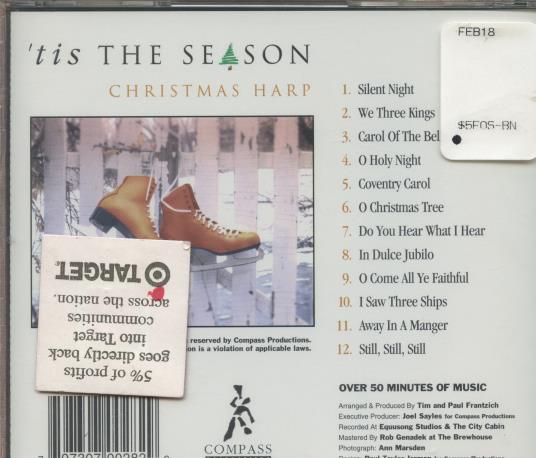 'tis THE SEASON
CHRISTMAS HARP
FEB18
$5FOS-BN
1. Silent Night
2. We Three Kings
3. Carol Of The Bel
4. O Holy Night
5. Coventry Carol
6. O Christmas Tree
7. Do You Hear What I Hear
8. In Dulce Jubilo
9. O Come All Ye Faithful
10. I Saw Three Ships
11. Away In A Manger
12. Still, Still, Still
5% of profits
goes directly back
into Target
communities
across the nation.
TARGET
reserved by Compass Productions.
on is a violation of applicable laws.
OVER 50 MINUTES OF MUSIC
Arranged & Produced By Tim and Paul Frantzich
Executive Producer: Joel Sayles for Compass Productions
Recorded At Equusong Studios & The City Cabin
Mastered By Rob Genadek at The Brewhouse
Photograph: Ann Marsden
COMPASS